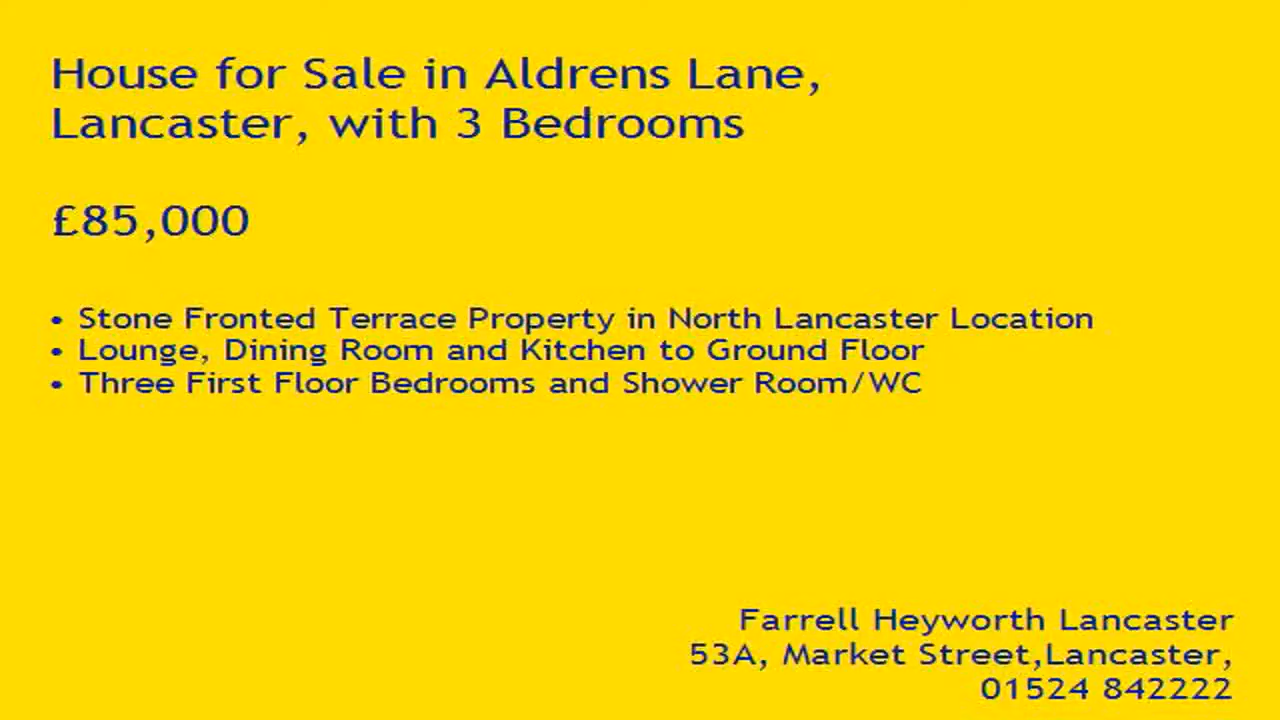 House for Sale in Aldrens Lane,
Lancaster, with 3 Bedrooms
£85,000
• Stone Fronted Terrace Property in North Lancaster Location
• Lounge, Dining Room and Kitchen to Ground Floor
• Three First Floor Bedrooms and Shower Room/WC
Farrell Heyworth Lancaster
53A, Market Street,Lancaster,
01524 842222